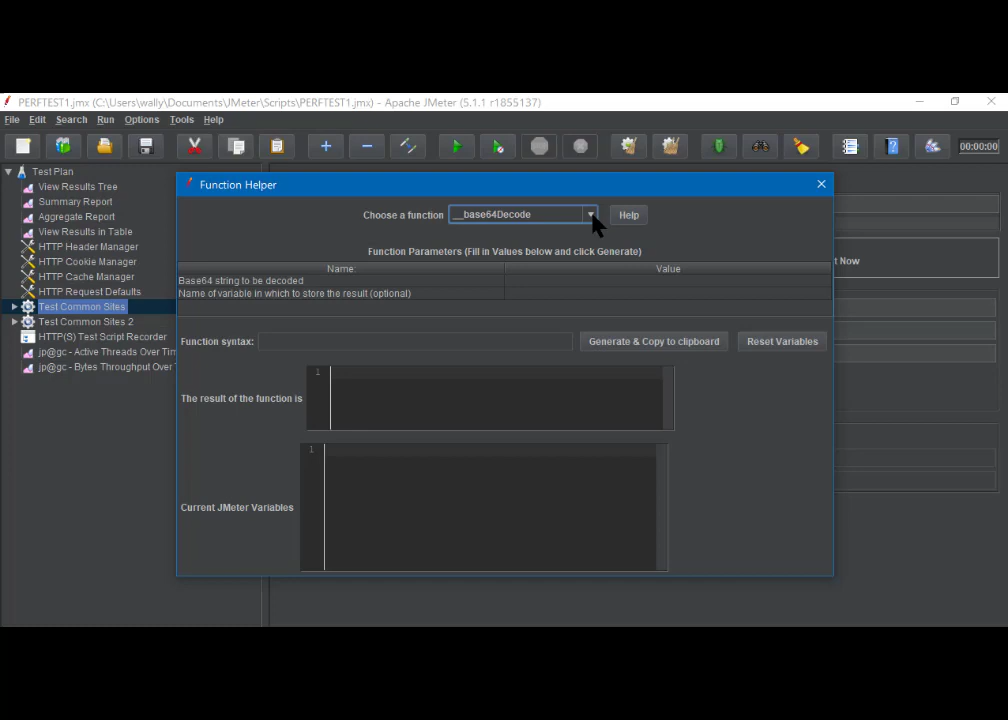 PERFTEST1.jmx (C:\Users\wally\Documents\JMeter\Scripts\PERFTEST1.jmx) - Apache JMeter (5.1.1 r1855137)
File Edit Search Run Options Tools Help
00:00:00
Test Plan
View Results Tree
Summary Report
Aggregate Report
View Results in Table
HTTP Header Manager
HTTP Cookie Manager
HTTP Cache Manager
HTTP Request Defaults
Test Common Sites
Test Common Sites 2
HTTP(S) Test Script Recorder
jp@gc - Active Threads Over Tim
jp@gc - Bytes Throughput Over
Function Helper
Choose a function __base64Decode Help
Function Parameters (Fill in Values below and click Generate)
Name: Value
Base64 string to be decoded
Name of variable in which to store the result (optional)
Function syntax: Generate & Copy to clipboard Reset Variables
The result of the function is
1
Current JMeter Variables
1
t Now